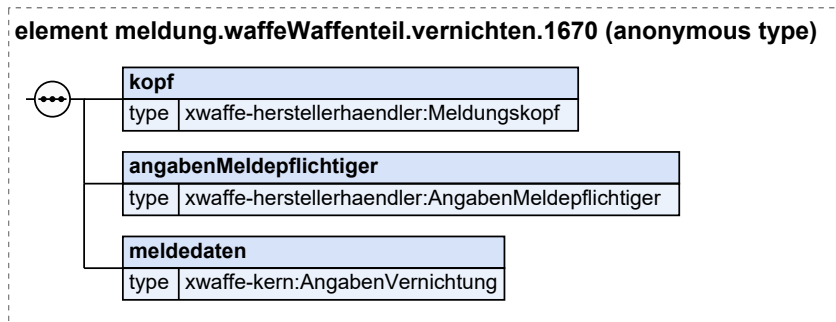 element meldung.waffeWaffenteil.vernichten.1670 (anonymous type)
kopf
type xwaffe-herstellerhaendler:Meldungskopf
angabenMeldepflichtiger
type xwaffe-herstellerhaendler:AngabenMeldepflichtiger
meldedaten
type xwaffe-kern:AngabenVernichtung